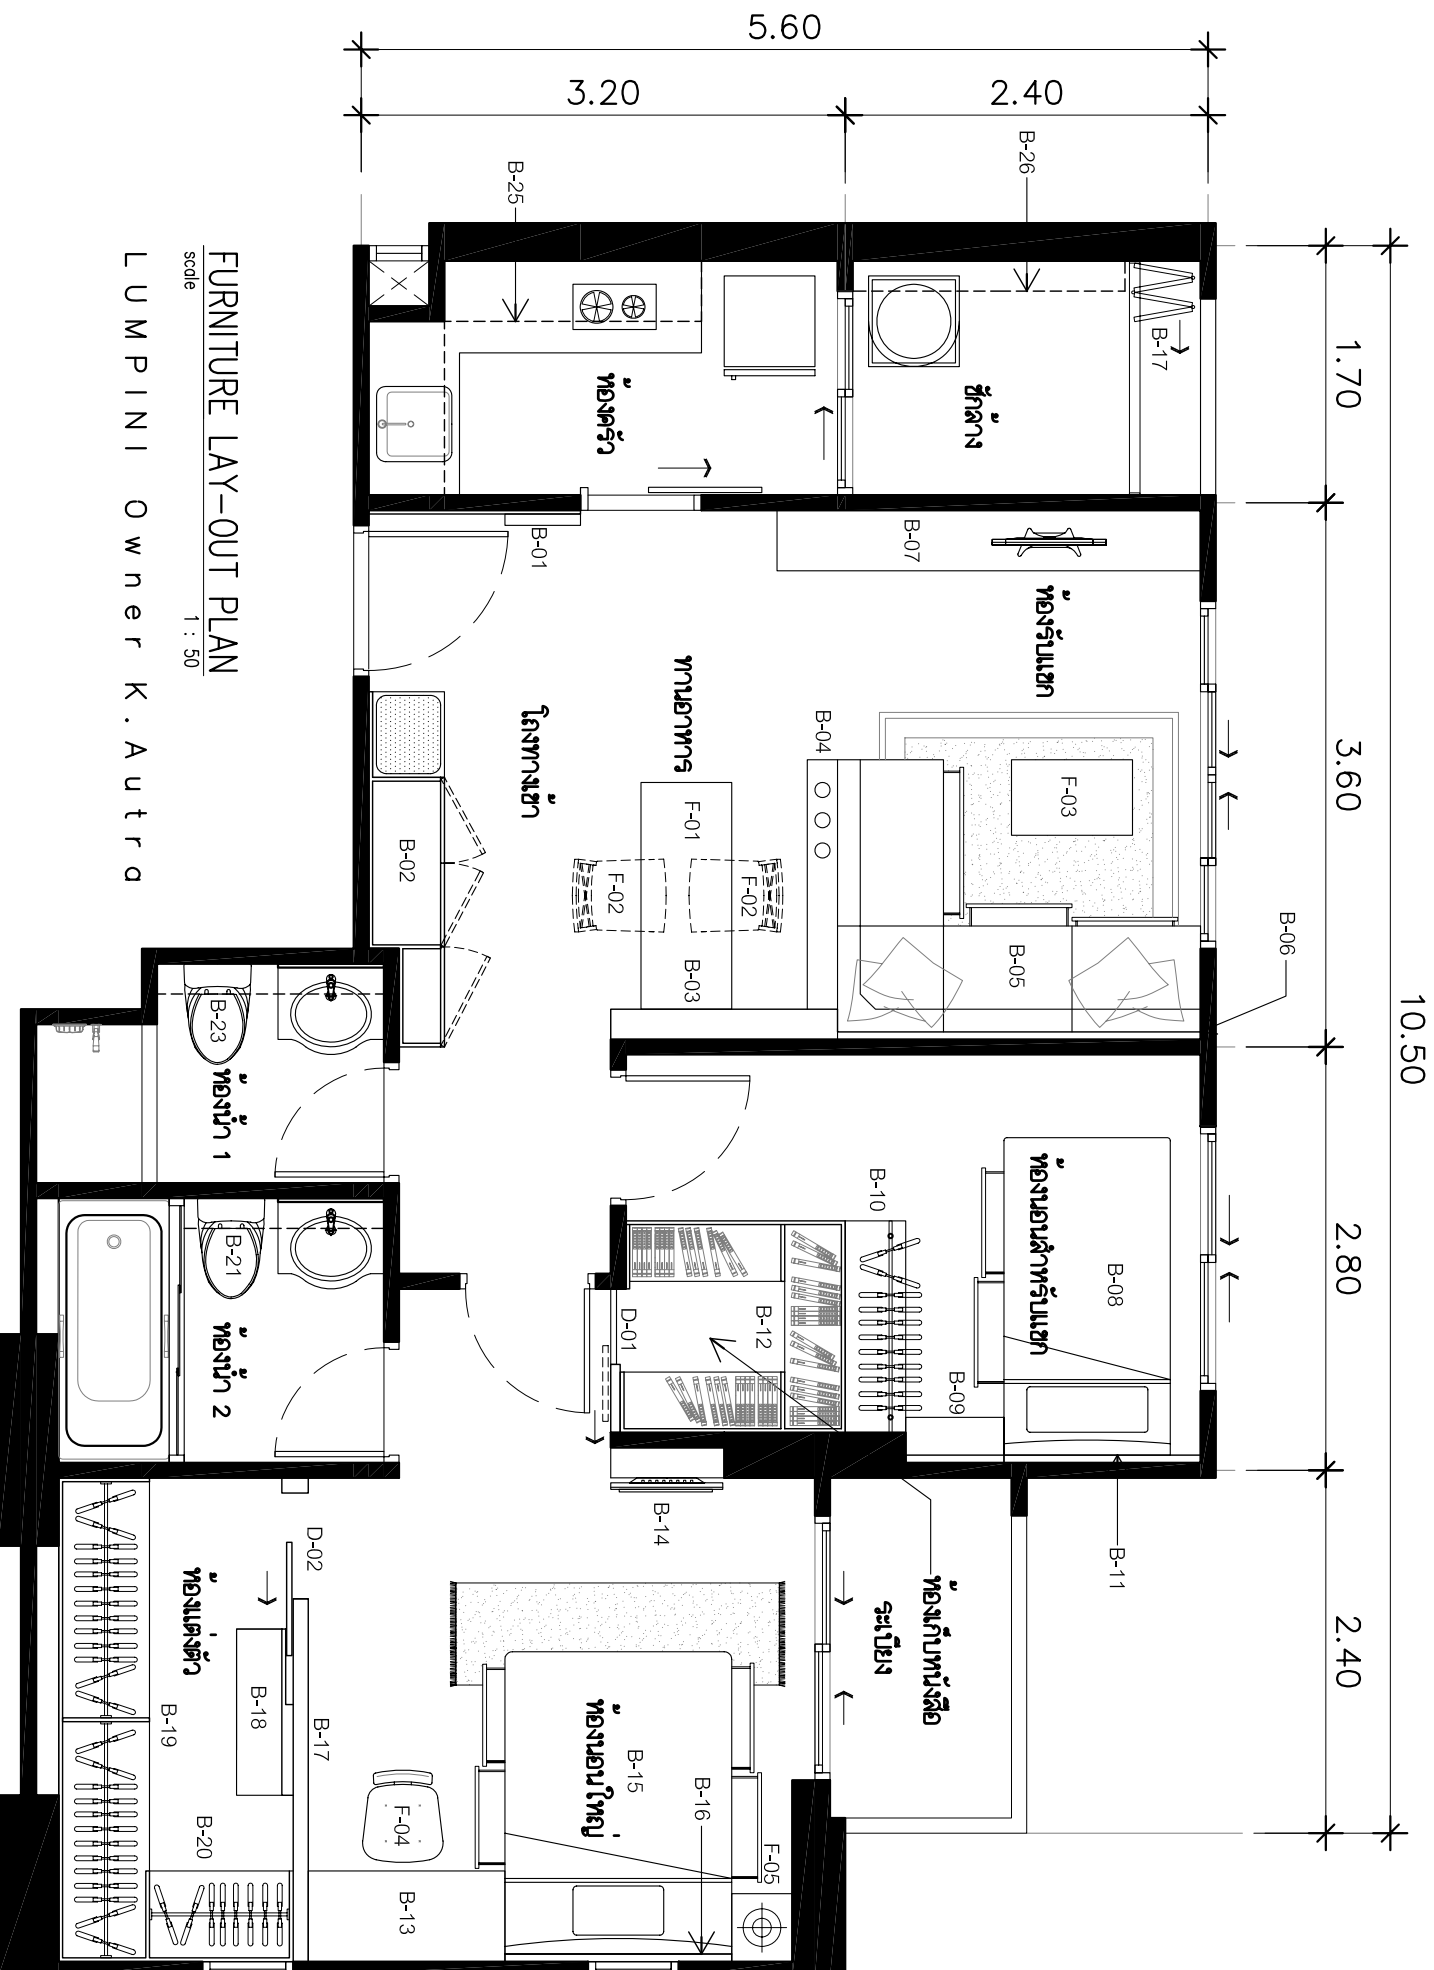 10.50
1.70
3.60
2.80
2.40
5.60
3.20
2.40
B-26
B-25
B-17
ซักล้าง
ห้องครัว
B-01
B-07
ห้องรับแขก
ทานอาหาร
โถงทางเข้า
B-04
F-03
F-01
F-02
F-02
B-03
B-02
B-05
B-06
B-23
ห้องน้ำ 1
B-21
ห้องน้ำ 2
B-10
ห้องนอนสำหรับแขก
B-08
B-09
B-11
B-12
D-01
B-14
ห้องเก็บหนังสือ
ระเบียง
D-02
ห้องแต่งตัว
B-18
B-19
B-17
B-20
ห้องนอนใหญ่
B-15
B-16
F-04
F-05
B-13
FURNITURE LAY-OUT PLAN
scale 1 : 50
LUMPINI Owner K.Autra